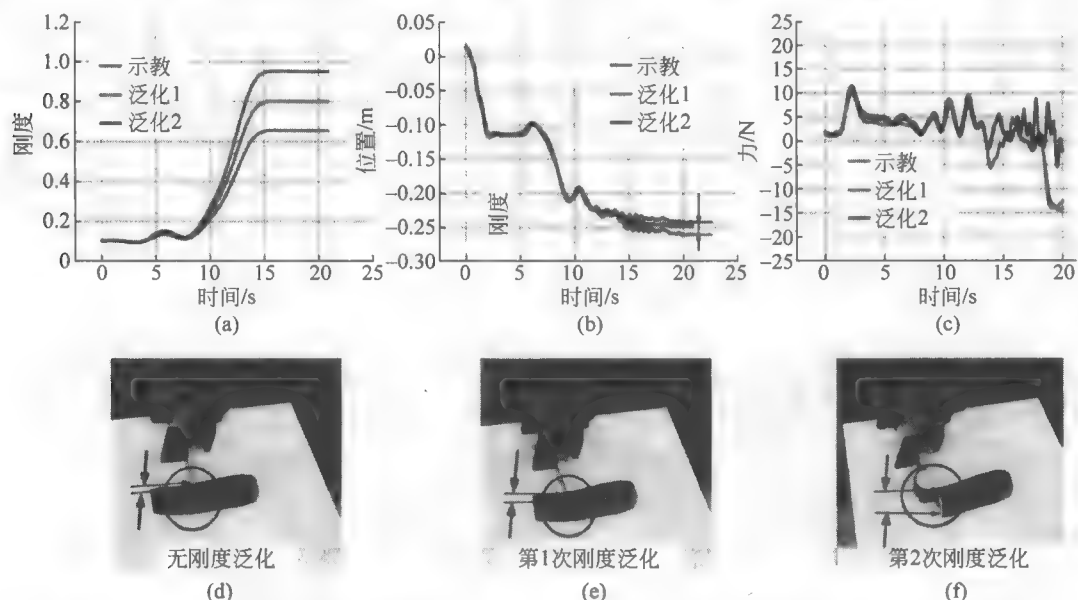 刚度
1.2
1.0
0.8
0.6
0.4
0.2
0
示教
泛化1
泛化2
0
5
10
15
20
25
时间/s
(a)
位置/m
0
−0.05
−0.10
−0.15
−0.20
−0.25
−0.30
示教
泛化1
泛化2
刚度
0
5
10
15
20
25
时间/s
(b)
力/N
25
20
15
10
5
0
−5
−10
−15
−20
−25
示教
泛化1
泛化2
0
5
10
15
20
时间/s
(c)
无刚度泛化
(d)
第1次刚度泛化
(e)
第2次刚度泛化
(f)